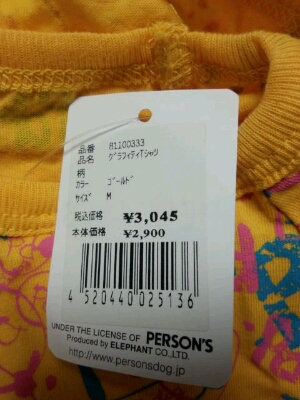 品番 81100333
品名 グラフィティTシャツ
柄
カラー ゴールド
サイズ M
税込価格 ¥3,045
本体価格 ¥2,900
4 520440 025136
UNDER THE LICENSE OF PERSON'S
Produced by ELEPHANT CO.,LTD.
http://www.personsdog.jp